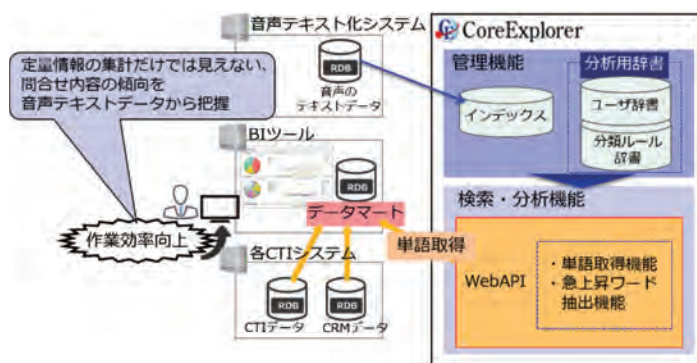 定量情報の集計だけでは見えない、
問合せ内容の傾向を
音声テキストデータから把握
作業効率向上
音声テキスト化システム
RDB
音声の
テキストデータ
BIツール
RDB
データマート
各CTIシステム
RDB
RDB
CTIデータ
CRMデータ
単語取得
CoreExplorer
管理機能
分析用辞書
インデックス
ユーザ辞書
分類ルール
辞書
検索・分析機能
WebAPI
・単語取得機能
・急上昇ワード
抽出機能